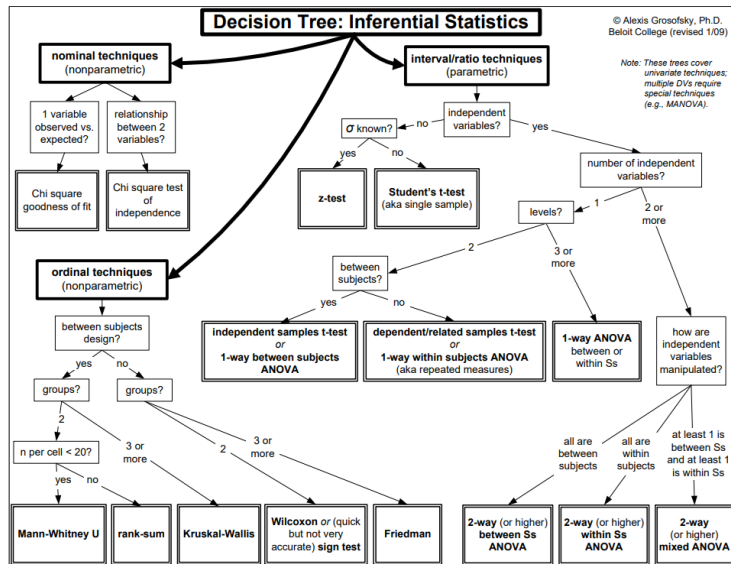 Decision Tree: Inferential Statistics
© Alexis Grosofsky, Ph.D.
Beloit College (revised 1/09)
Note: These trees cover
univariate techniques;
multiple DVs require
special techniques
(e.g., MANOVA).
nominal techniques
(nonparametric)
1 variable
observed vs.
expected?
relationship
between 2
variables?
Chi square
goodness of fit
Chi square test
of
independence
interval/ratio techniques
(parametric)
independent
variables?
no
yes
σ known?
yes
no
z-test
Student's t-test
(aka single sample)
number of independent
variables?
1
2 or
more
levels?
2
3 or
more
between
subjects?
yes
no
independent samples t-test
or
1-way between subjects
ANOVA
dependent/related samples t-test
or
1-way within subjects ANOVA
(aka repeated measures)
1-way ANOVA
between or
within Ss
how are
independent
variables
manipulated?
all are
between
subjects
all are
within
subjects
at least 1 is
between Ss
and at least 1
is within Ss
2-way (or higher)
between Ss
ANOVA
2-way (or higher)
within Ss
ANOVA
2-way
(or higher)
mixed ANOVA
ordinal techniques
(nonparametric)
between subjects
design?
yes
no
groups?
groups?
2
3 or
more
2
3 or
more
n per cell < 20?
yes
no
Mann-Whitney U
rank-sum
Kruskal-Wallis
Wilcoxon or (quick
but not very
accurate) sign test
Friedman